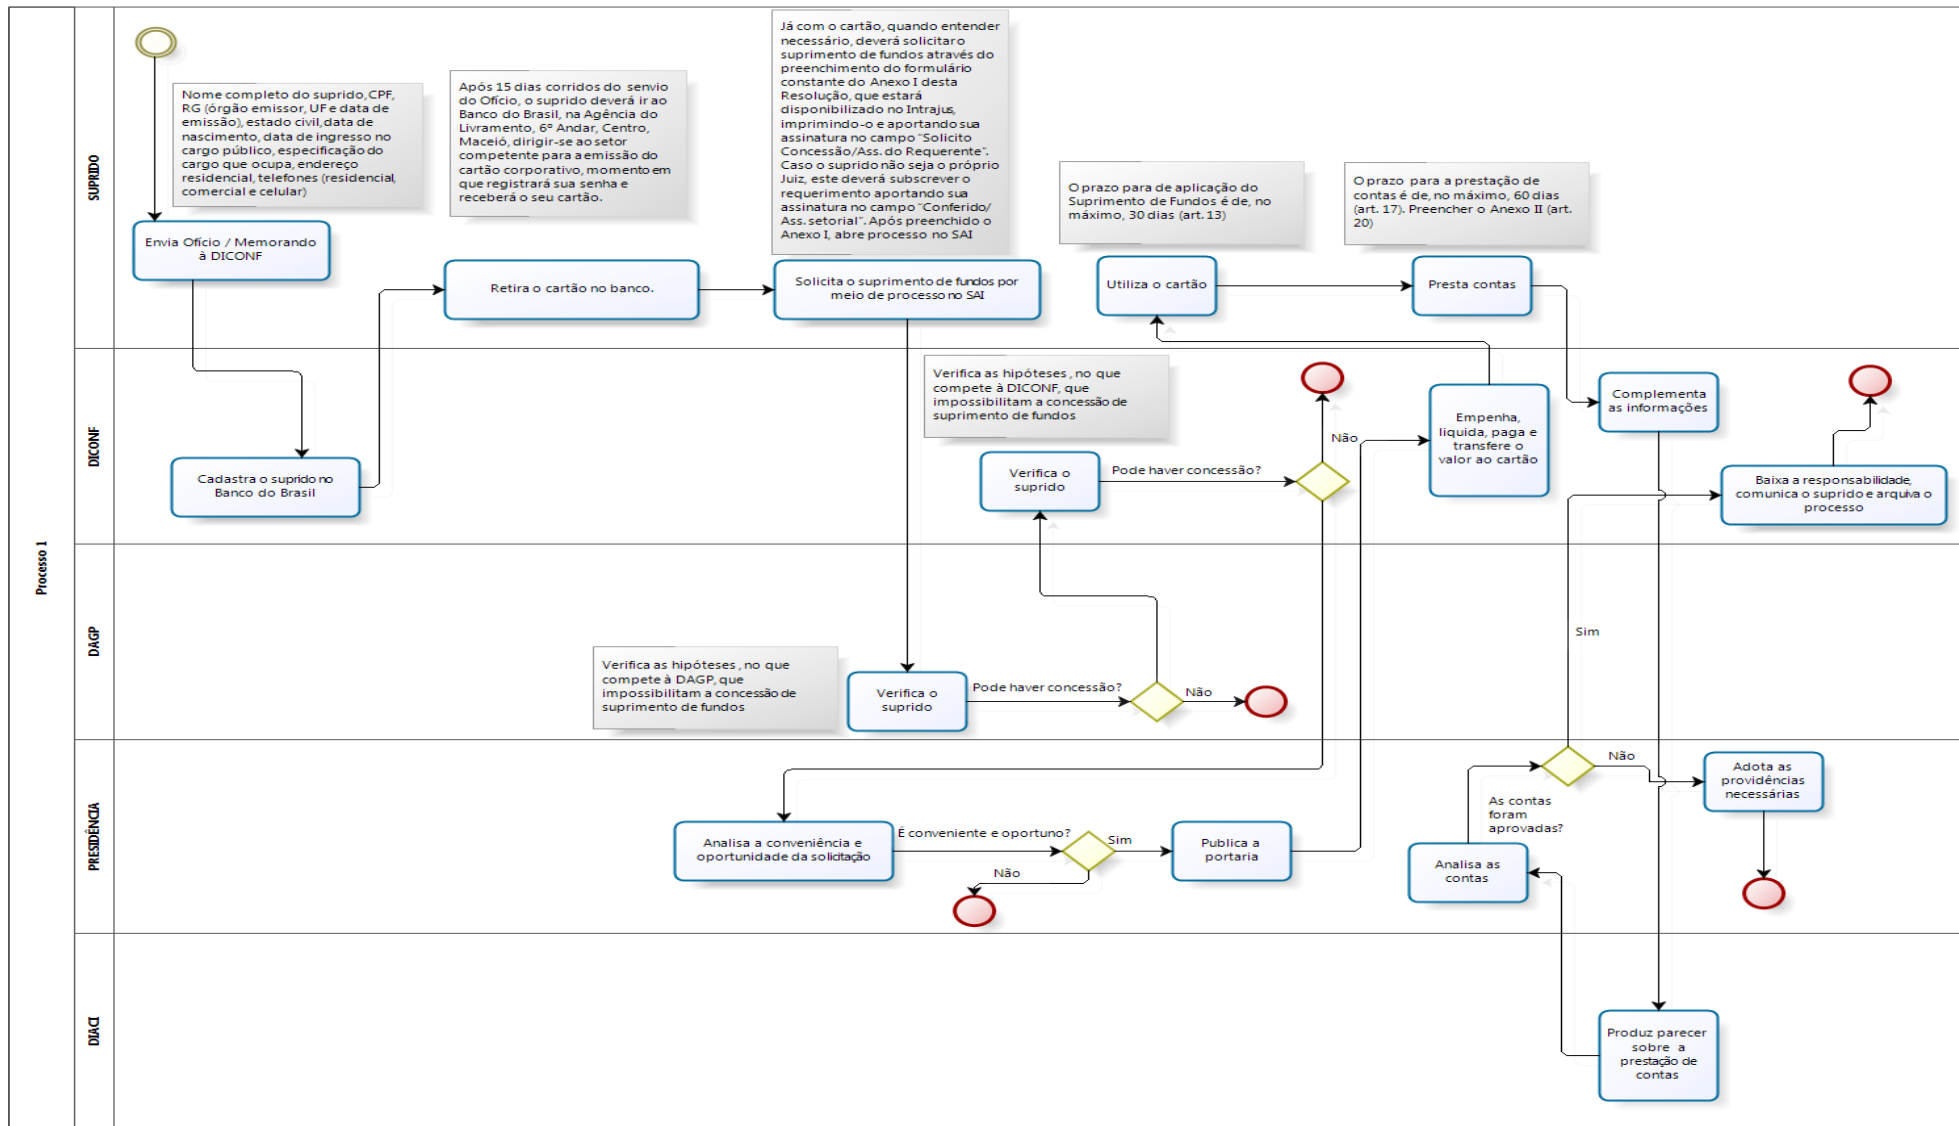 Processo 1
SUPRIDO
Nome completo do suprido, CPF,
RG (órgão emissor, UF e data de
emissão), estado civil, data de
nascimento, data de ingresso no
cargo público, especificação do
cargo que ocupa, endereço
residencial, telefones (residencial,
comercial e celular)
Envia Ofício / Memorando
à DICONF
Após 15 dias corridos do senvio
do Ofício, o suprido deverá ir ao
Banco do Brasil, na Agência do
Livramento, 6º Andar, Centro,
Maceió, dirigir-se ao setor
competente para a emissão do
cartão corporativo, momento em
que registrará sua senha e
receberá o seu cartão.
Retira o cartão no banco.
Já com o cartão, quando entender
necessário, deverá solicitar o
suprimento de fundos através do
preenchimento do formulário
constante do Anexo I desta
Resolução, que estará
disponibilizado no Intrajus,
imprimindo-o e aportando sua
assinatura no campo "Solicito
Concessão/Ass. do Requerente".
Caso o suprido não seja o próprio
Juiz, este deverá subscrever o
requerimento aportando sua
assinatura no campo "Conferido/
Ass. setorial". Após preenchido o
Anexo I, abre processo no SAI
Solicita o suprimento de fundos por
meio de processo no SAI
O prazo para de aplicação do
Suprimento de Fundos é de, no
máximo, 30 dias (art. 13)
Utiliza o cartão
O prazo para a prestação de
contas é de, no máximo, 60 dias
(art. 17). Preencher o Anexo II (art.
20)
Presta contas
DICONF
Cadastra o suprido no
Banco do Brasil
Verifica as hipóteses, no que
compete à DICONF, que
impossibilitam a concessão de
suprimento de fundos
Verifica o
suprido
Pode haver concessão?
Não
Empenha,
liquida, paga e
transfere o
valor ao cartão
Complementa
as informações
Baixa a responsabilidade,
comunica o suprido e arquiva o
processo
DAGP
Verifica as hipóteses, no que
compete à DAGP, que
impossibilitam a concessão de
suprimento de fundos
Verifica o
suprido
Pode haver concessão?
Não
Sim
PRESIDÊNCIA
Analisa a conveniência e
oportunidade da solicitação
É conveniente e oportuno?
Sim
Não
Publica a
portaria
Analisa as
contas
As contas
foram
aprovadas?
Não
Adota as
providências
necessárias
DIACI
Produz parecer
sobre a
prestação de
contas